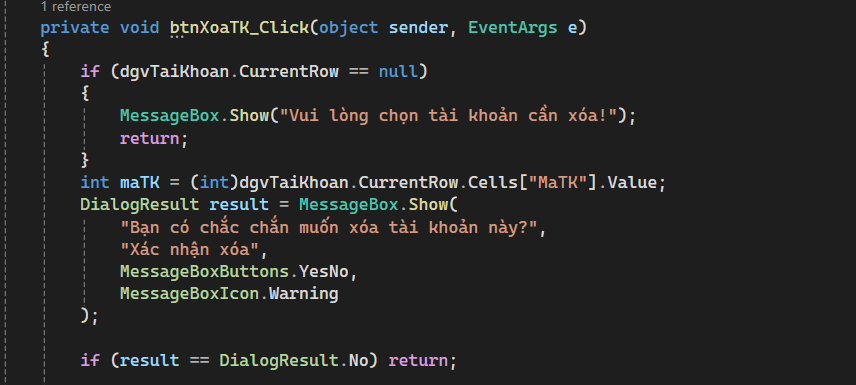 1 reference
private void btnXoaTK_Click(object sender, EventArgs e)
{
if (dgvTaiKhoan.CurrentRow == null)
{
MessageBox.Show("Vui lòng chọn tài khoản cần xóa!");
return;
}
int maTK = (int)dgvTaiKhoan.CurrentRow.Cells["MaTK"].Value;
DialogResult result = MessageBox.Show(
"Bạn có chắc chắn muốn xóa tài khoản này?",
"Xác nhận xóa",
MessageBoxButtons.YesNo,
MessageBoxIcon.Warning
);
if (result == DialogResult.No) return;